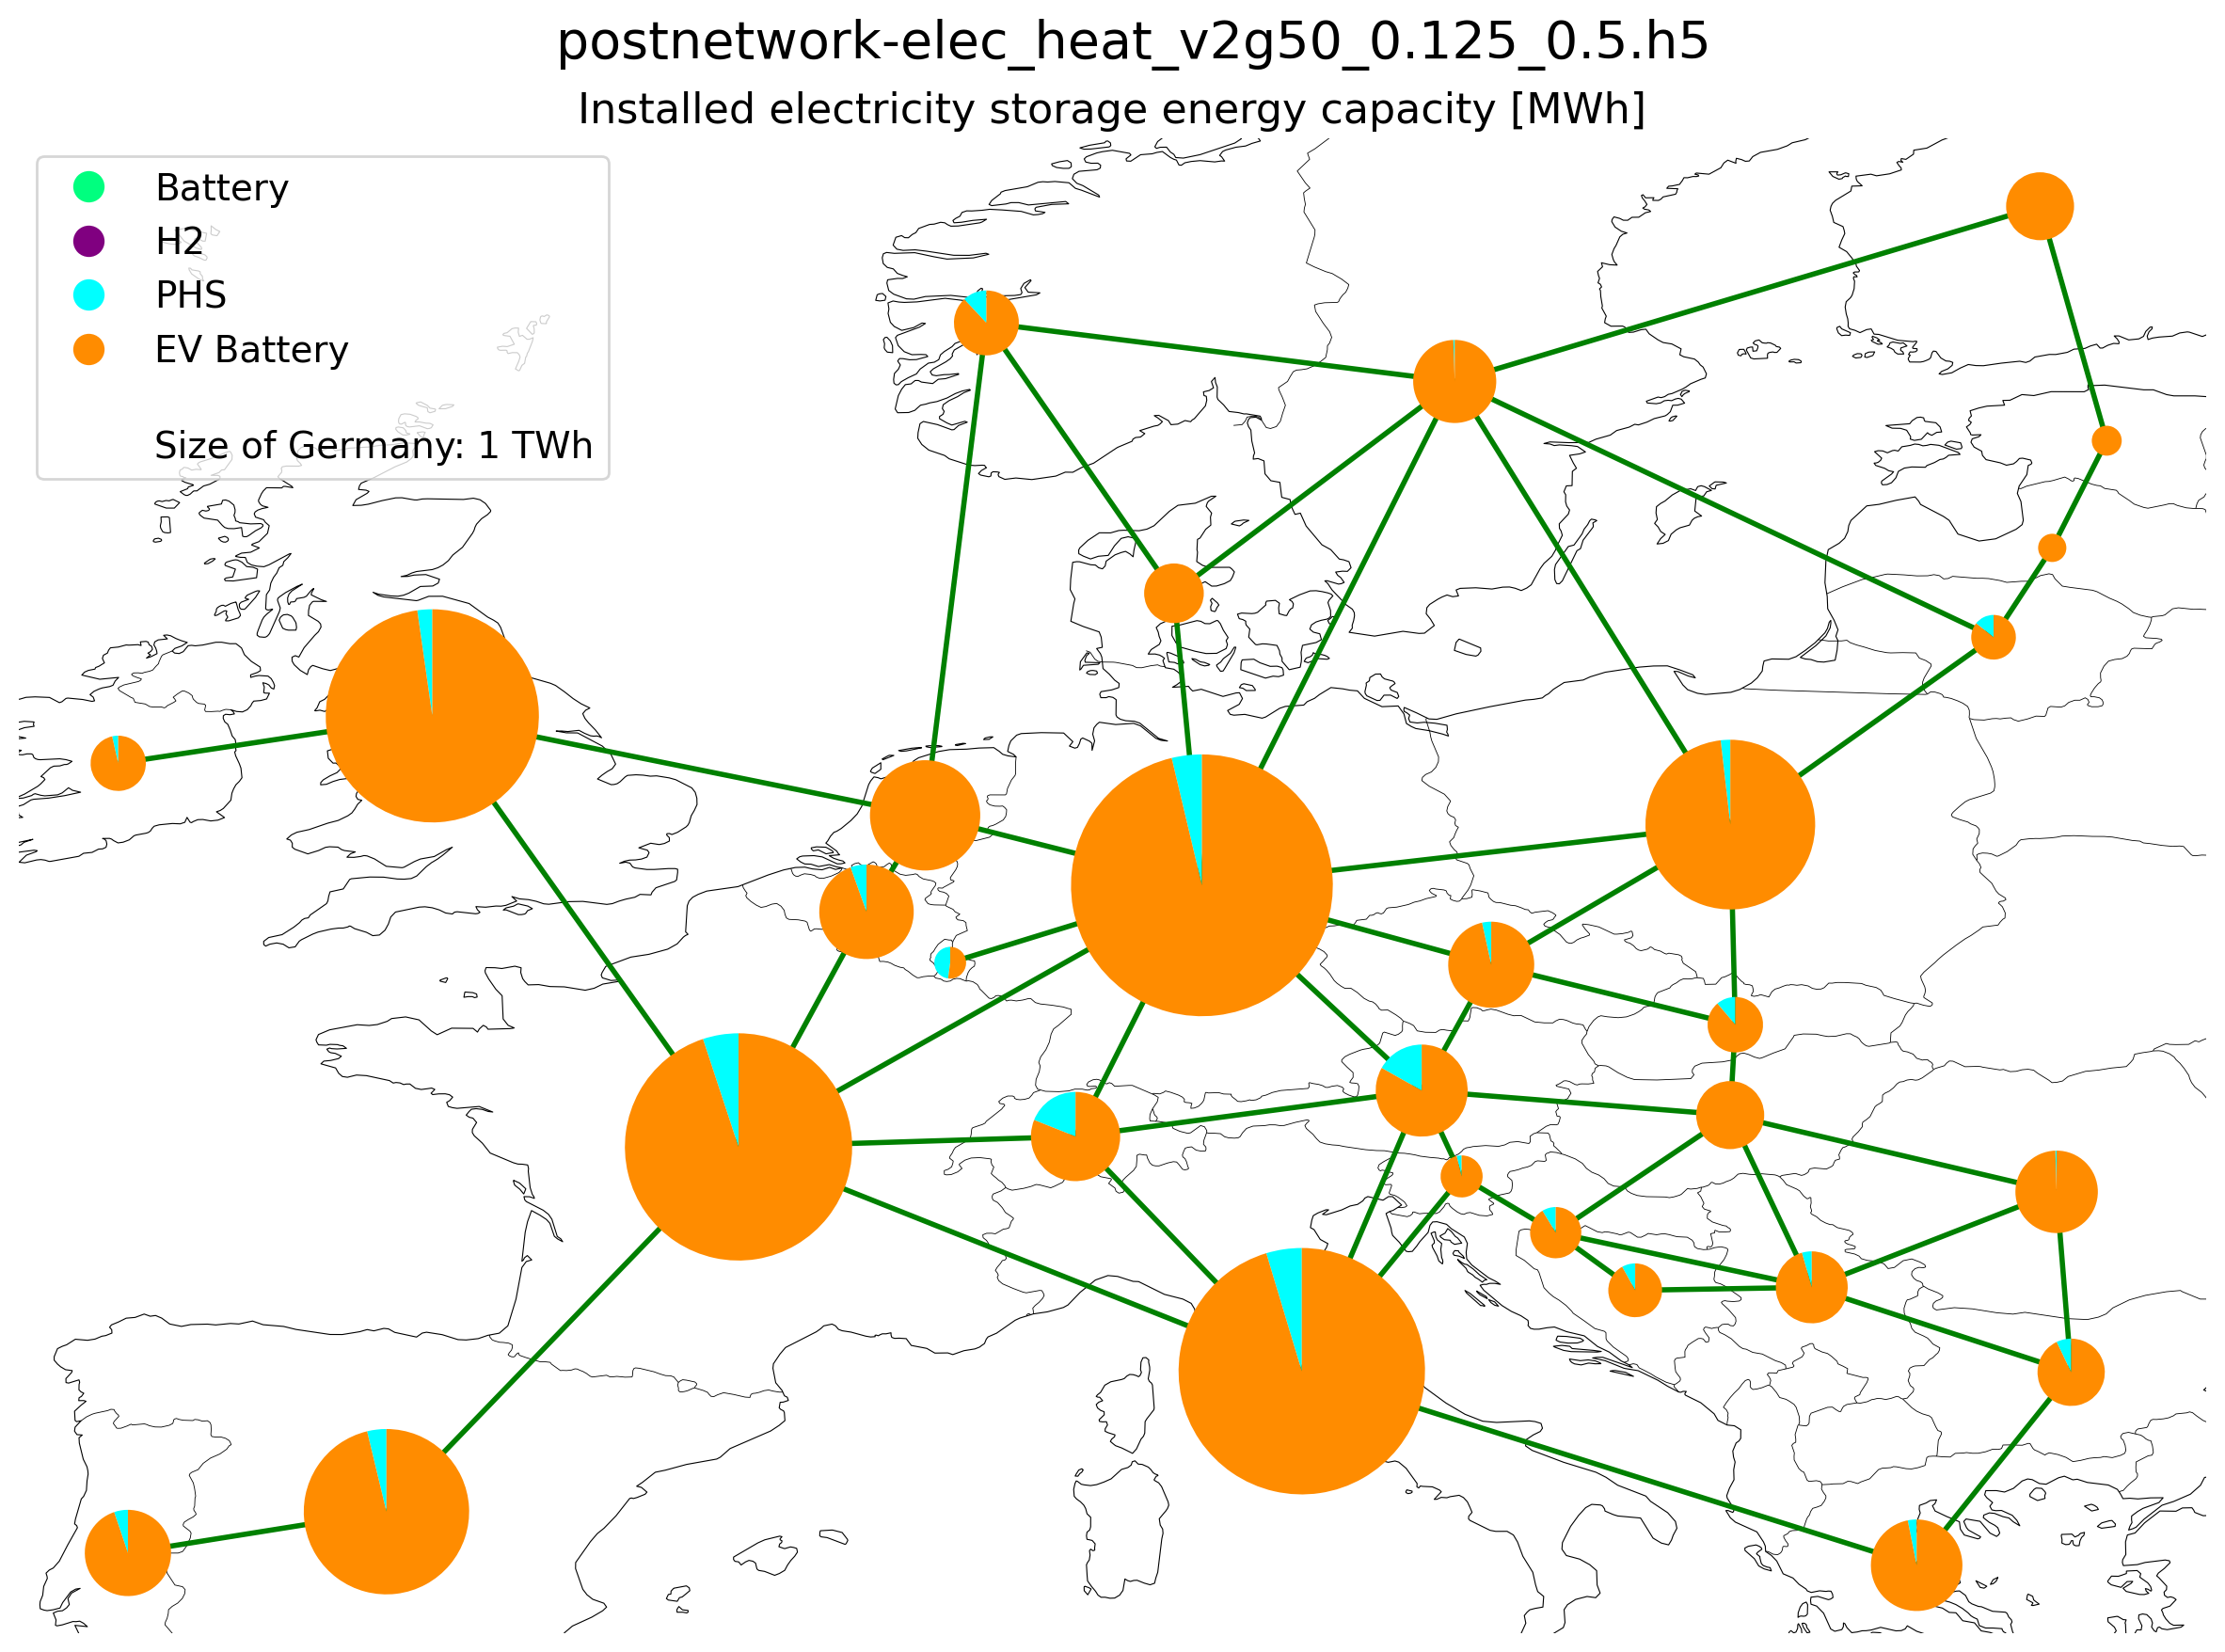 postnetwork-elec_heat_v2g50_0.125_0.5.h5
Installed electricity storage energy capacity [MWh]
Battery
H2
PHS
EV Battery
Size of Germany: 1 TWh